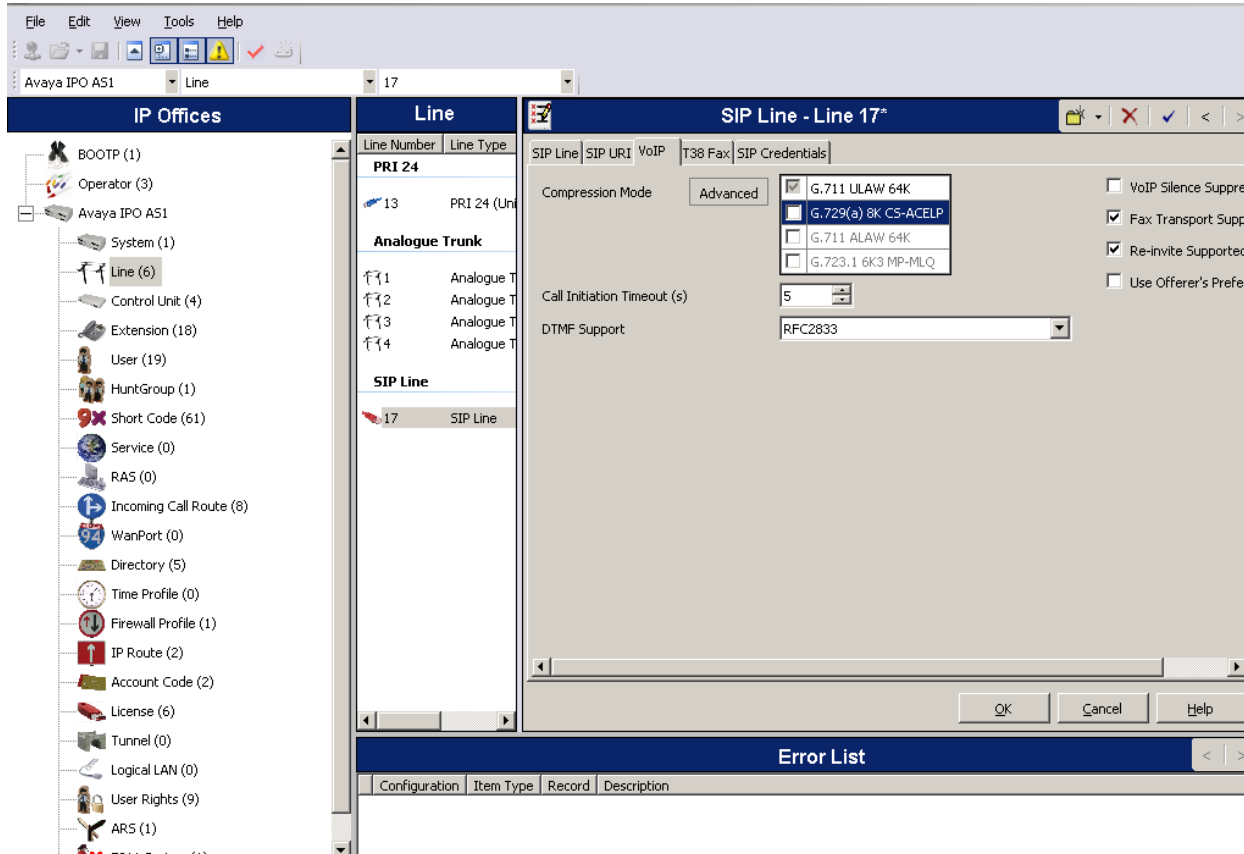 File Edit View Tools Help
Avaya IPO AS1 Line 17
IP Offices
BOOTP (1)
Operator (3)
Avaya IPO AS1
System (1)
Line (6)
Control Unit (4)
Extension (18)
User (19)
HuntGroup (1)
Short Code (61)
Service (0)
RAS (0)
Incoming Call Route (8)
WanPort (0)
Directory (5)
Time Profile (0)
Firewall Profile (1)
IP Route (2)
Account Code (2)
License (6)
Tunnel (0)
Logical LAN (0)
User Rights (9)
ARS (1)
Line
Line Number Line Type
PRI 24
13 PRI 24 (Uni
Analogue Trunk
1 Analogue T
2 Analogue T
3 Analogue T
4 Analogue T
SIP Line
17 SIP Line
SIP Line - Line 17*
SIP Line SIP URI VoIP T38 Fax SIP Credentials
Compression Mode Advanced
G.711 ULAW 64K
G.729(a) 8K CS-ACELP
G.711 ALAW 64K
G.723.1 6K3 MP-MLQ
VoIP Silence Suppre
Fax Transport Supp
Re-invite Supported
Use Offerer's Prefe
Call Initiation Timeout (s) 5
DTMF Support RFC2833
OK Cancel Help
Error List
Configuration Item Type Record Description